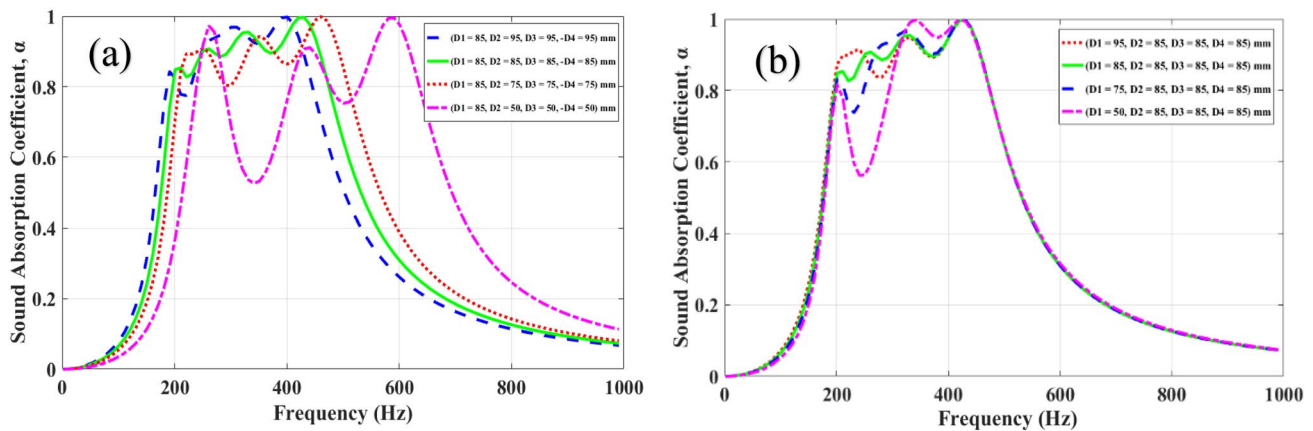 (a)
(D1 = 85, D2 = 95, D3 = 95, -D4 = 95) mm
(D1 = 85, D2 = 85, D3 = 85, -D4 = 85) mm
(D1 = 85, D2 = 75, D3 = 75, -D4 = 75) mm
(D1 = 85, D2 = 50, D3 = 50, -D4 = 50) mm
Sound Absorption Coefficient, α
1
0.8
0.6
0.4
0.2
0
0 200 400 600 800 1000
Frequency (Hz)
(b)
(D1 = 95, D2 = 85, D3 = 85, D4 = 85) mm
(D1 = 85, D2 = 85, D3 = 85, D4 = 85) mm
(D1 = 75, D2 = 85, D3 = 85, D4 = 85) mm
(D1 = 50, D2 = 85, D3 = 85, D4 = 85) mm
Sound Absorption Coefficient, α
1
0.8
0.6
0.4
0.2
0
0 200 400 600 800 1000
Frequency (Hz)